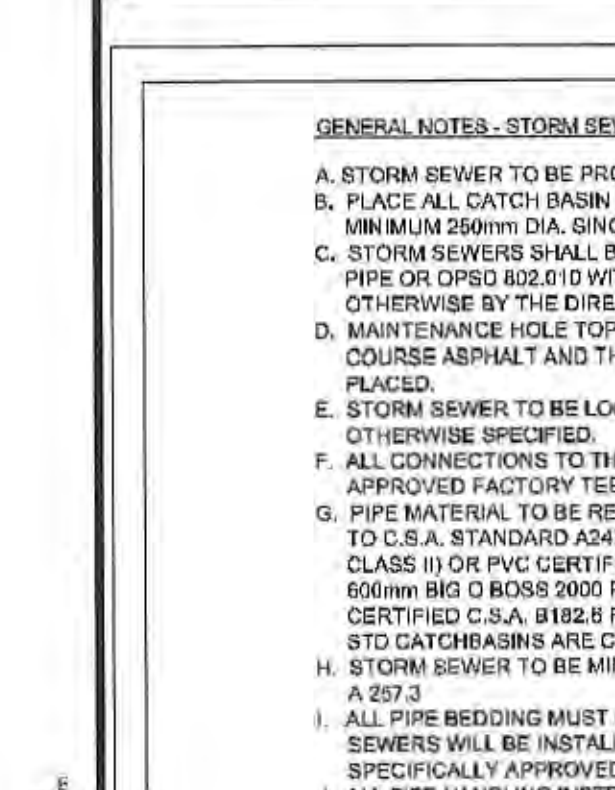 GENERAL NOTES - STORM SE
A. STORM SEWER TO BE PRO
B. PLACE ALL CATCH BASIN
MINIMUM 250mm DIA. SING
C. STORM SEWERS SHALL B
PIPE OR OPSD 802.010 WI
OTHERWISE BY THE DIRE
D. MAINTENANCE HOLE TOP
COURSE ASPHALT AND TH
PLACED.
E. STORM SEWER TO BE LO
OTHERWISE SPECIFIED.
F. ALL CONNECTIONS TO TH
APPROVED FACTORY TEE
G. PIPE MATERIAL TO BE RE
TO C.S.A. STANDARD A24
CLASS II) OR PVC CERTIF
600mm BIG O BOSS 2000
CERTIFIED C.S.A. B182.6
STD CATCHBASINS ARE C
H. STORM SEWER TO BE MI
A 257.3
I. ALL PIPE BEDDING MUST
SEWERS WILL BE INSTALL
SPECIFICALLY APPROVED